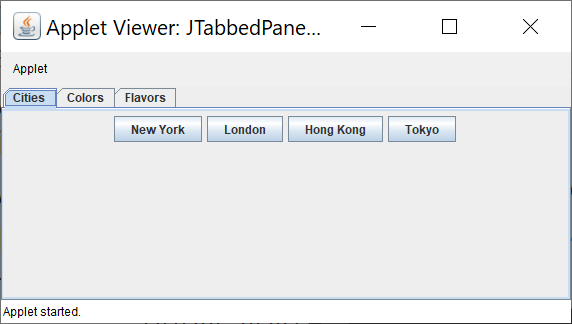 Applet Viewer: JTabbedPane...
Applet
Cities Colors Flavors
New York London Hong Kong Tokyo
Applet started.